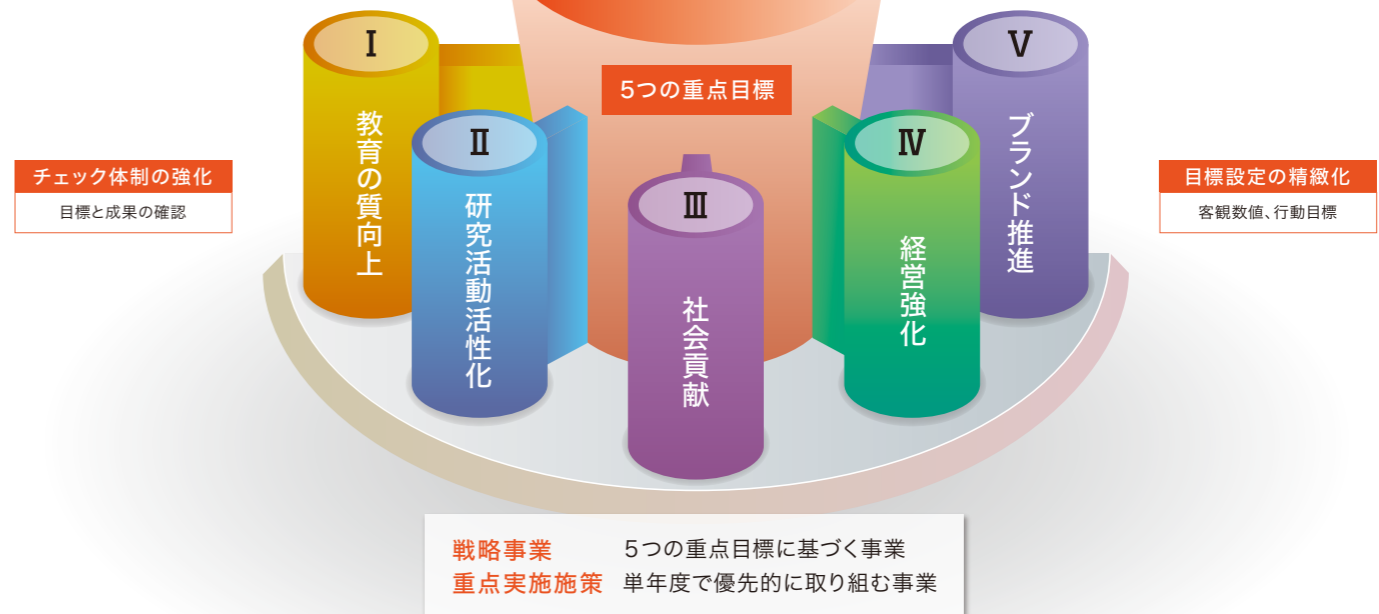 5つの重点目標
Ⅰ
教育の質向上
Ⅱ
研究活動活性化
Ⅲ
社会貢献
Ⅳ
経営強化
Ⅴ
ブランド推進
チェック体制の強化
目標と成果の確認
目標設定の精緻化
客観数値、行動目標
戦略事業 5つの重点目標に基づく事業
重点実施施策 単年度で優先的に取り組む事業